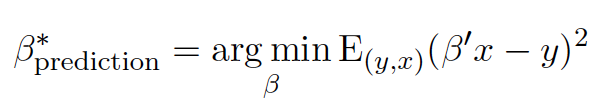 β*prediction = arg min E(y,x)(β′x − y)²
β